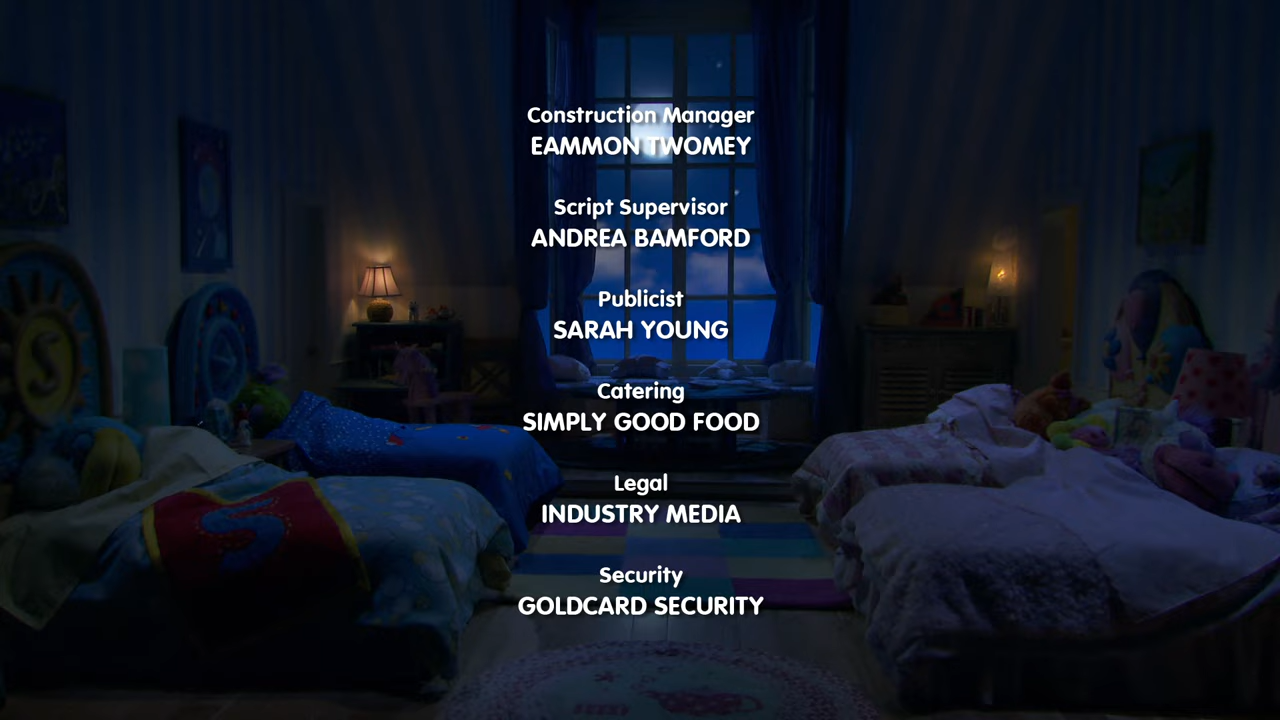 Construction Manager
EAMMON TWOMEY
Script Supervisor
ANDREA BAMFORD
Publicist
SARAH YOUNG
Catering
SIMPLY GOOD FOOD
Legal
INDUSTRY MEDIA
Security
GOLDCARD SECURITY
S
S